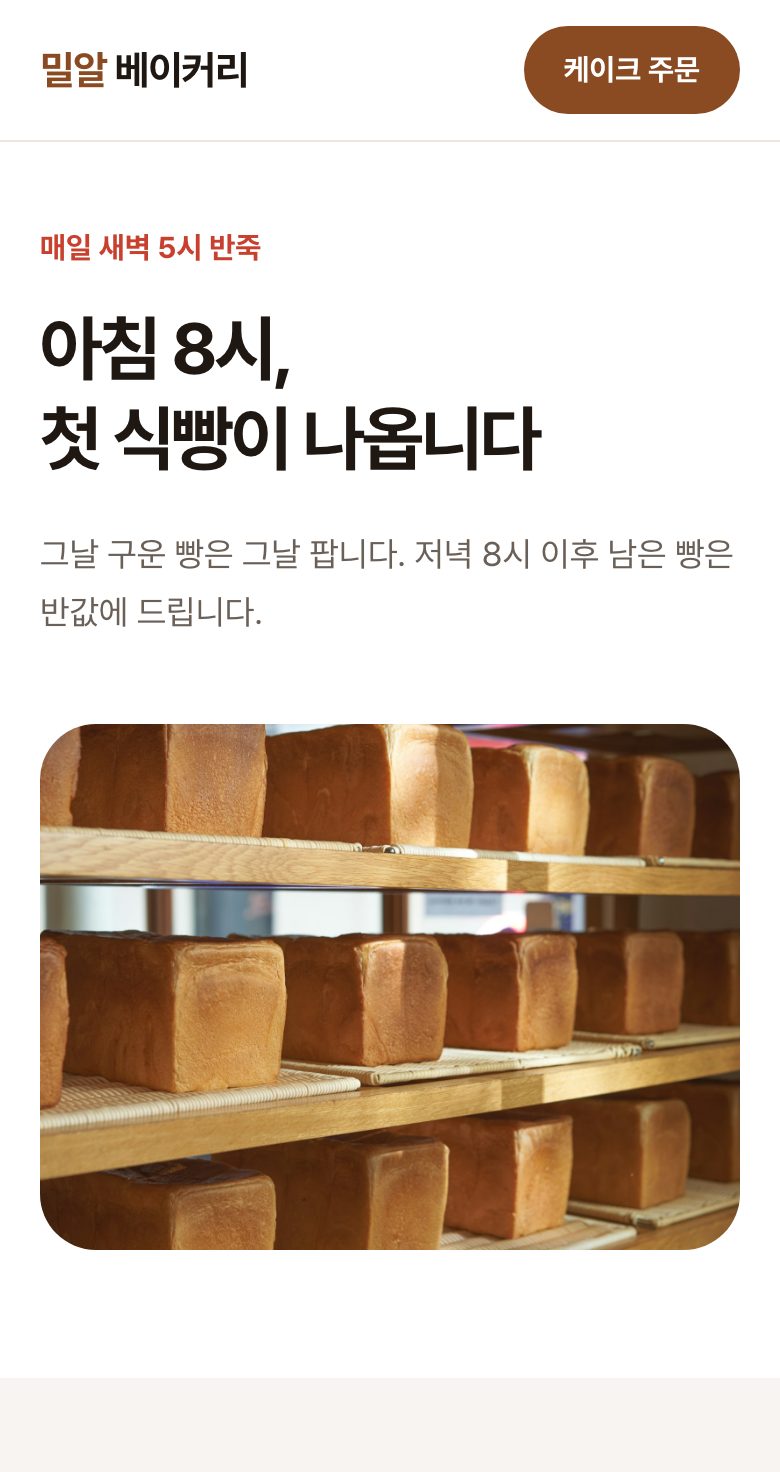 밀알 베이커리
케이크 주문
매일 새벽 5시 반죽
아침 8시,
첫 식빵이 나옵니다
그날 구운 빵은 그날 팝니다. 저녁 8시 이후 남은 빵은
반값에 드립니다.